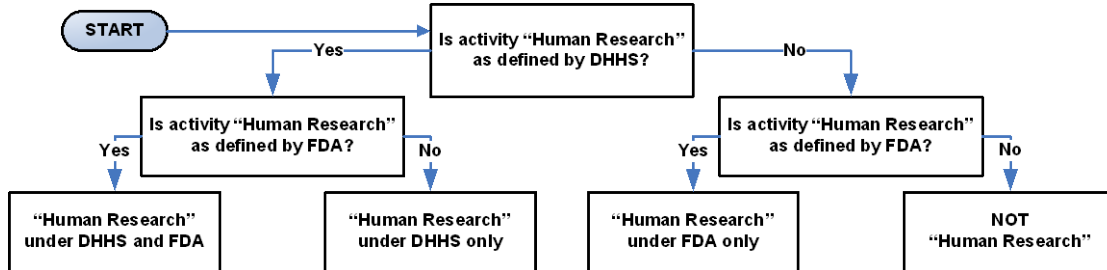 START
Is activity “Human Research”
as defined by DHHS?
Yes
No
Is activity “Human Research”
as defined by FDA?
Is activity “Human Research”
as defined by FDA?
Yes
No
Yes
No
“Human Research”
under DHHS and FDA
“Human Research”
under DHHS only
“Human Research”
under FDA only
NOT
“Human Research”